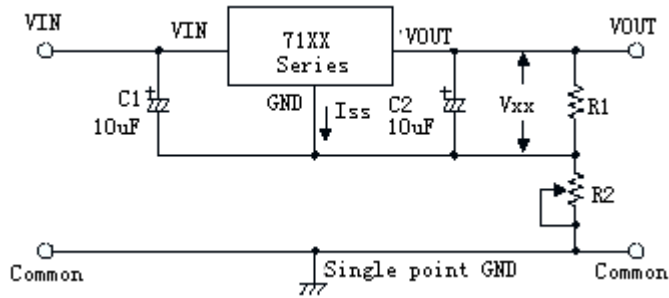 VIN
VIN
71XX
Series
VOUT
VOUT
C1
10uF
GND
Iss
C2
10uF
Vxx
R1
R2
Common
Single point GND
Common